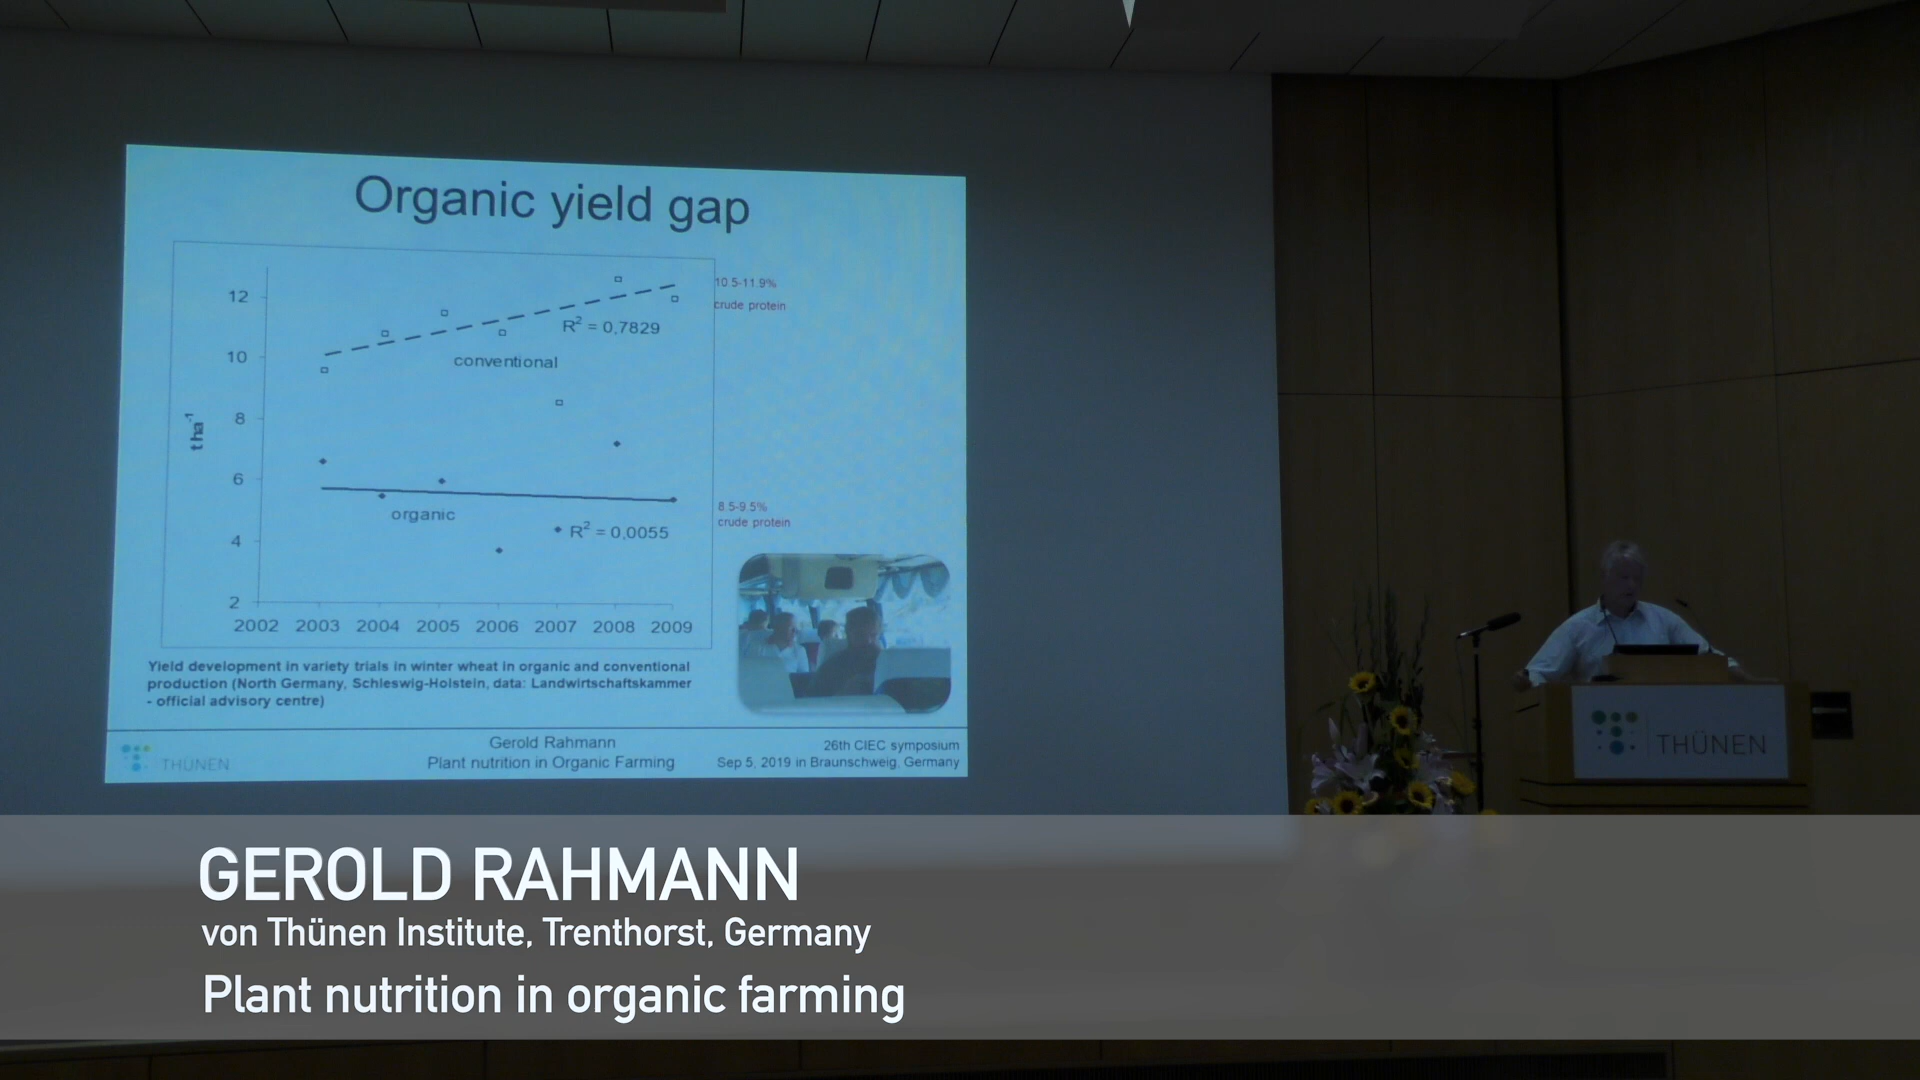 Organic yield gap
12
10
8
6
4
2
t ha-1
2002 2003 2004 2005 2006 2007 2008 2009
R2 = 0,7829
conventional
organic
R2 = 0,0055
10.5-11.9%
crude protein
8.5-9.5%
crude protein
Yield development in variety trials in winter wheat in organic and conventional
production (North Germany, Schleswig-Holstein, data: Landwirtschaftskammer
- official advisory centre)
THÜNEN
Gerold Rahmann
Plant nutrition in Organic Farming
26th CIEC symposium
Sep 5, 2019 in Braunschweig, Germany
THÜNEN
GEROLD RAHMANN
von Thünen Institute, Trenthorst, Germany
Plant nutrition in organic farming